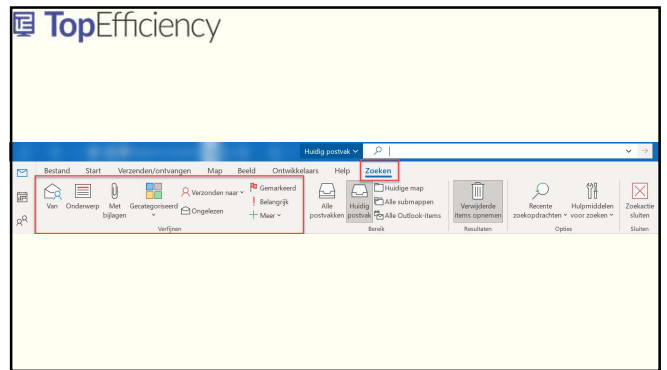 TopEfficiency
Huidig postvak
Bestand Start Verzenden/ontvangen Map Beeld Ontwikkelaars Help Zoeken
Van Onderwerp Met bijlagen Gecategoriseerd Verzonden naar Ongelezen Gemarkeerd Belangrijk Meer
Alle postvakken Huidig postvak Huidige map Alle submappen Alle Outlook-items
Verwijderde items opnemen
Recente zoekopdrachten Hulpmiddelen voor zoeken
Zoekactie sluiten
Verfijnen Bereik Resultaten Opties Sluiten